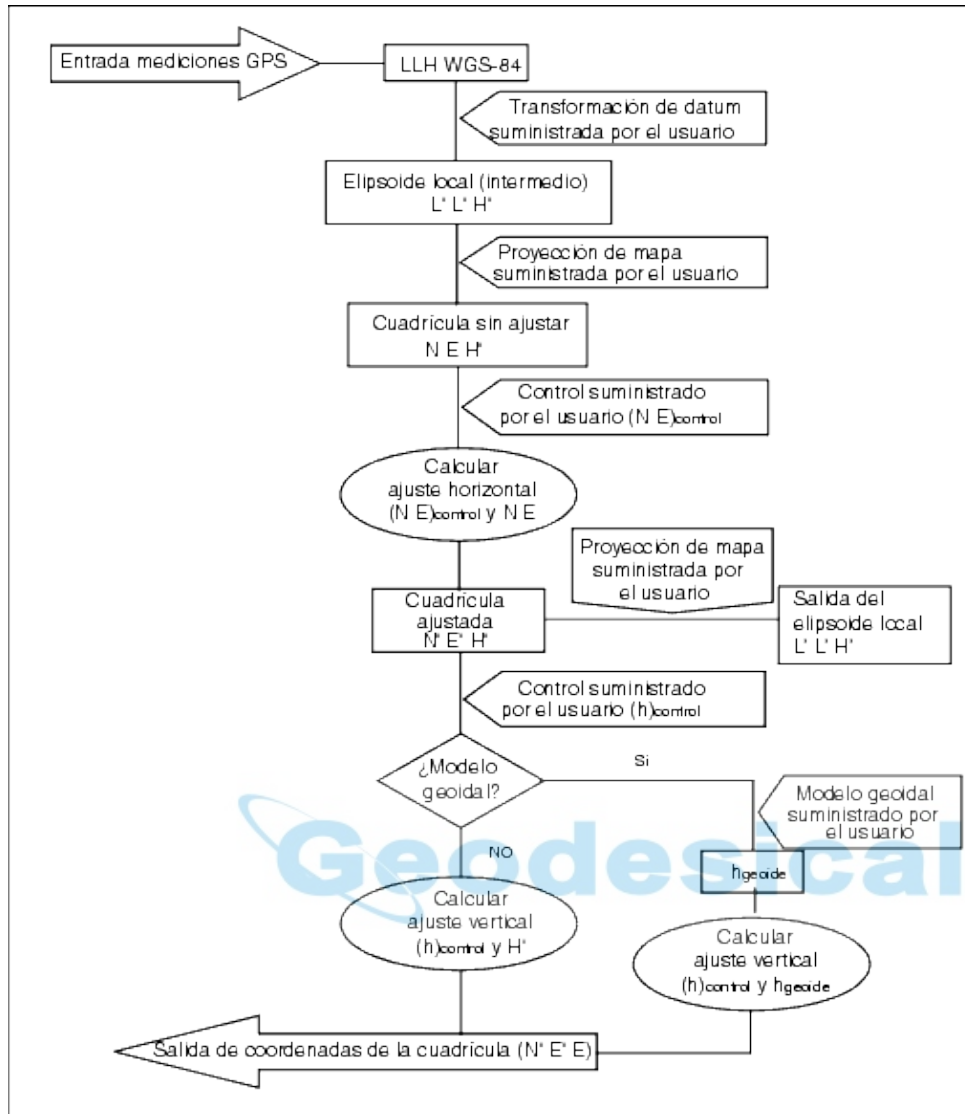 Entrada mediciones GPS
LLH WGS-84
Transformación de datum
suministrada por el usuario
Elipsoide local (intermedio)
L' L' H'
Proyección de mapa
suministrada por el usuario
Cuadrícula sin ajustar
N E H'
Control suministrado
por el usuario (N E)control
Calcular
ajuste horizontal
(N E)control y N E
Proyección de mapa
suministrada por
el usuario
Cuadrícula
ajustada
N' E' H'
Salida del
elipsoide local
L' L' H'
Control suministrado
por el usuario (h)control
¿Modelo
geoidal?
Si
Modelo geoidal
suministrado por
el usuario
NO
Geodesical
hgeoide
Calcular
ajuste vertical
(h)control y H'
Calcular
ajuste vertical
(h)control y hgeoide
Salida de coordenadas de la cuadrícula (N' E' E)